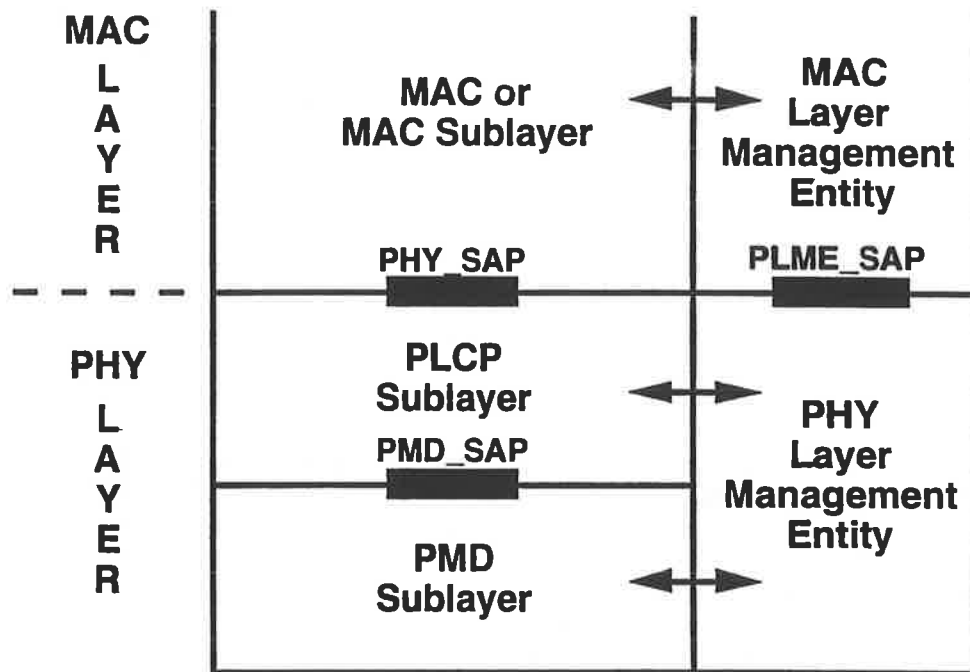 MAC
L
A
Y
E
R
MAC or
MAC Sublayer
MAC
Layer
Management
Entity
PHY_SAP
PLME_SAP
PHY
L
A
Y
E
R
PLCP
Sublayer
PMD_SAP
PHY
Layer
Management
Entity
PMD
Sublayer